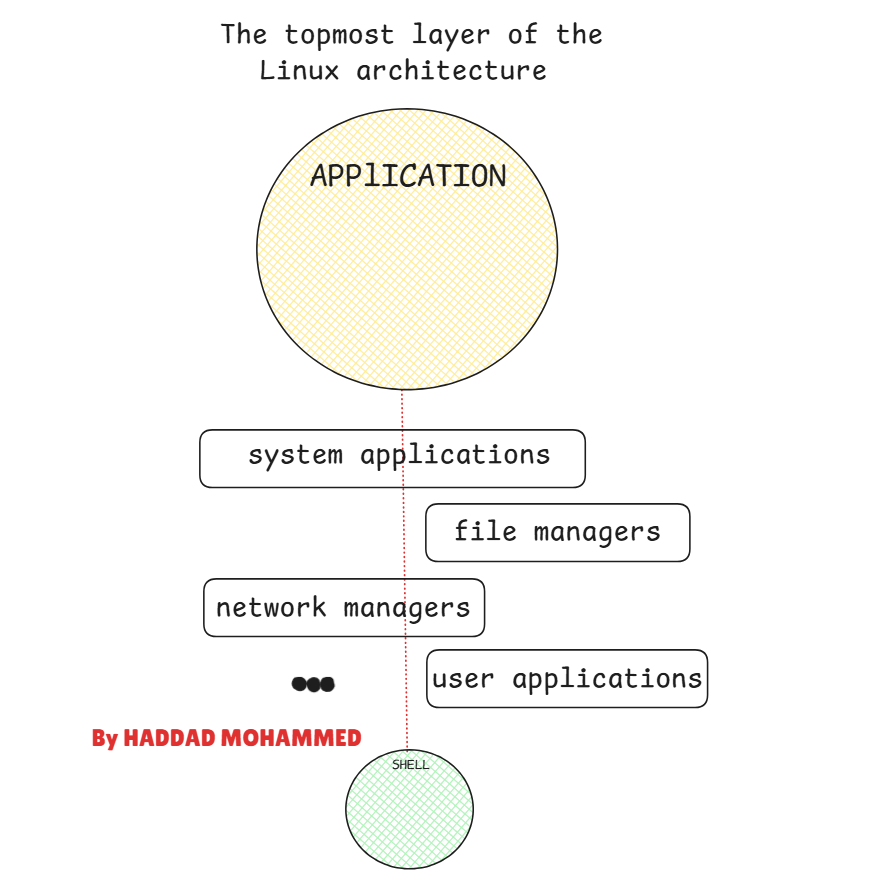 The topmost layer of the
Linux architecture
APPlICATION
system applications
file managers
network managers
user applications
By HADDAD MOHAMMED
SHELL